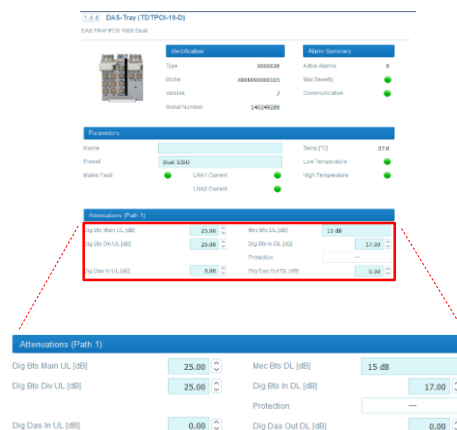 1.4.4 DAS-Tray (TDTPOI-19-D)
DAS TRAY POI 1900 Dual
Identification
Type X000020
Model X000000000105
Version 2
Serial Number 140249286
Alarm Summary
Active Alarms 0
Max Severity
Communication
Parameters
Name
Preset Dual SISO
Mains Fault LNA1 Current
LNA2 Current
Temp [°C] 27.0
Low Temperature
High Temperature
Attenuations (Path 1)
Dig Bts Main UL [dB] 25.00 Mec Bts DL [dB] 15 dB
Dig Bts Div UL [dB] 25.00 Dig Bts In DL [dB] 17.00
Protection ---
Dig Das In UL [dB] 0.00 Dig Das Out DL [dB] 0.00
Attenuations (Path 1)
Dig Bts Main UL [dB] 25.00 Mec Bts DL [dB] 15 dB
Dig Bts Div UL [dB] 25.00 Dig Bts In DL [dB] 17.00
Protection ---
Dig Das In UL [dB] 0.00 Dig Das Out DL [dB] 0.00